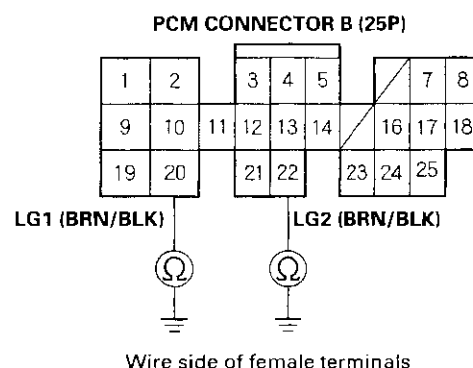 PCM CONNECTOR B (25P)
1 2 3 4 5 7 8
9 10 11 12 13 14 16 17 18
19 20 21 22 23 24 25
LG1 (BRN/BLK) LG2 (BRN/BLK)
Ω Ω
Wire side of female terminals